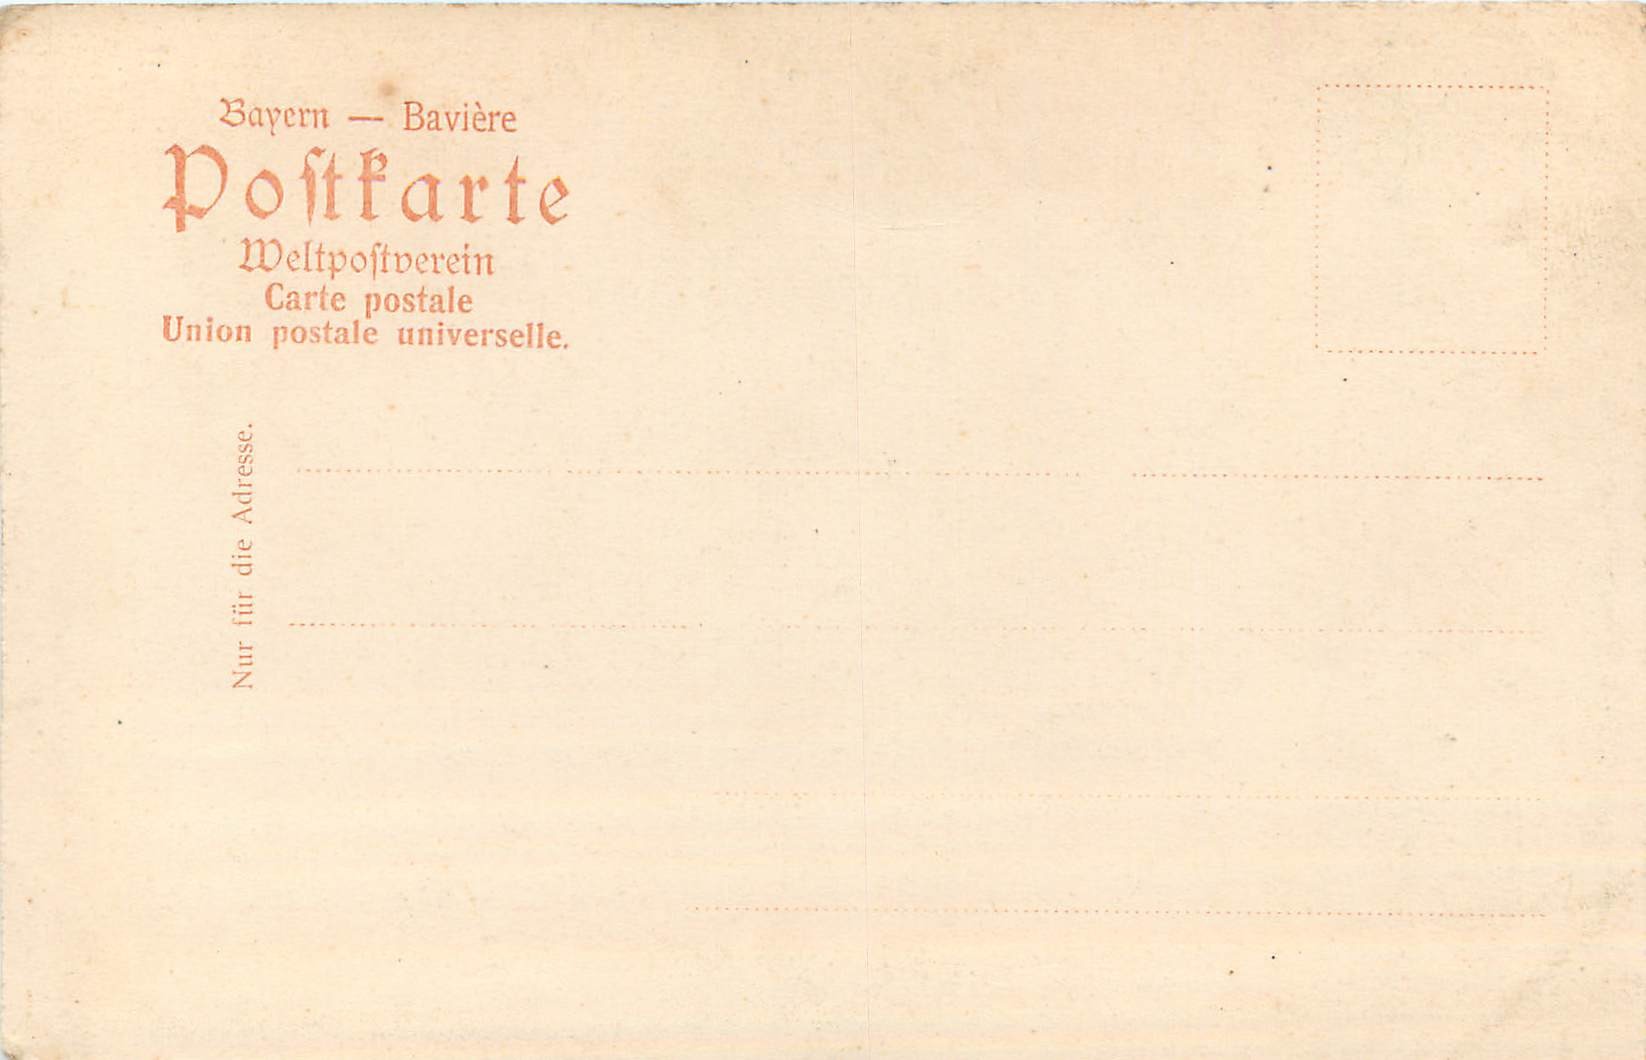 Bayern — Bavière
Poſtkarte
Weltpoſtverein
Carte postale
Union postale universelle.
Nur für die Adresse.